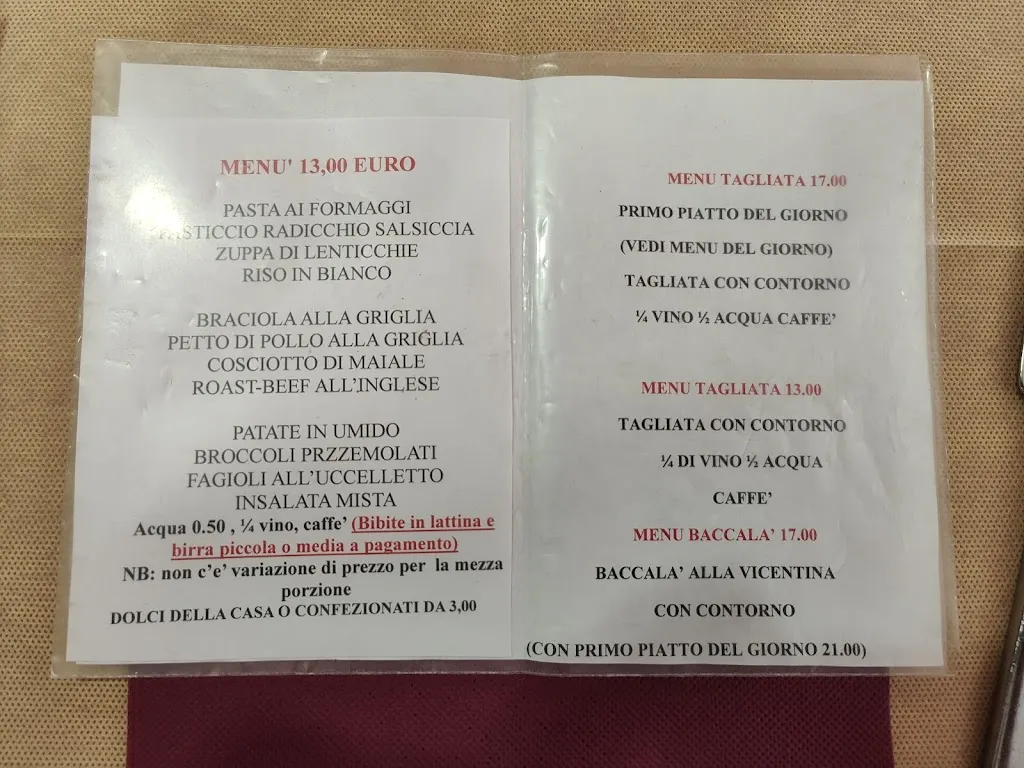 MENU' 13,00 EURO
PASTA AI FORMAGGI
PASTICCIO RADICCHIO SALSICCIA
ZUPPA DI LENTICCHIE
RISO IN BIANCO
BRACIOLA ALLA GRIGLIA
PETTO DI POLLO ALLA GRIGLIA
COSCIOTTO DI MAIALE
ROAST-BEEF ALL'INGLESE
PATATE IN UMIDO
BROCCOLI PRZZEMOLATI
FAGIOLI ALL'UCCELLETTO
INSALATA MISTA
Acqua 0.50 , ¼ vino, caffe' (Bibite in lattina e
birra piccola o media a pagamento)
NB: non c'e' variazione di prezzo per la mezza
porzione
DOLCI DELLA CASA O CONFEZIONATI DA 3,00
MENU TAGLIATA 17.00
PRIMO PIATTO DEL GIORNO
(VEDI MENU DEL GIORNO)
TAGLIATA CON CONTORNO
¼ VINO ½ ACQUA CAFFE'
MENU TAGLIATA 13.00
TAGLIATA CON CONTORNO
¼ DI VINO ½ ACQUA
CAFFE'
MENU BACCALA' 17.00
BACCALA' ALLA VICENTINA
CON CONTORNO
(CON PRIMO PIATTO DEL GIORNO 21.00)